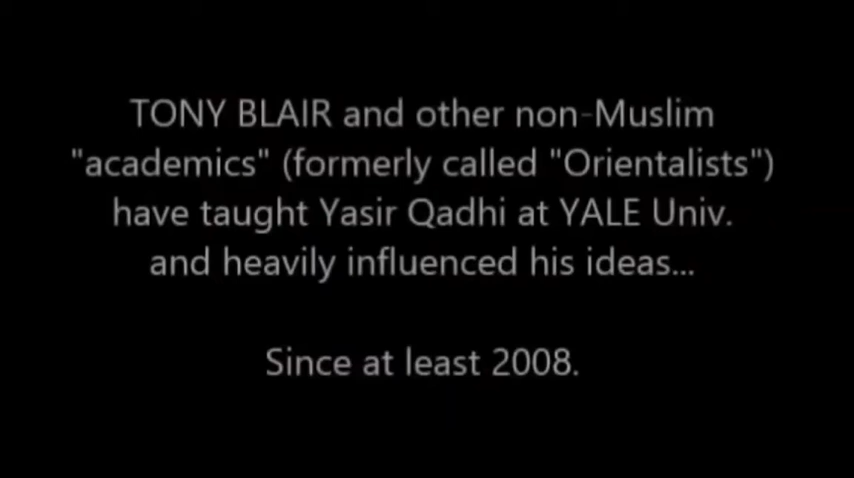 TONY BLAIR and other non-Muslim
"academics" (formerly called "Orientalists")
have taught Yasir Qadhi at YALE Univ.
and heavily influenced his ideas...
Since at least 2008.